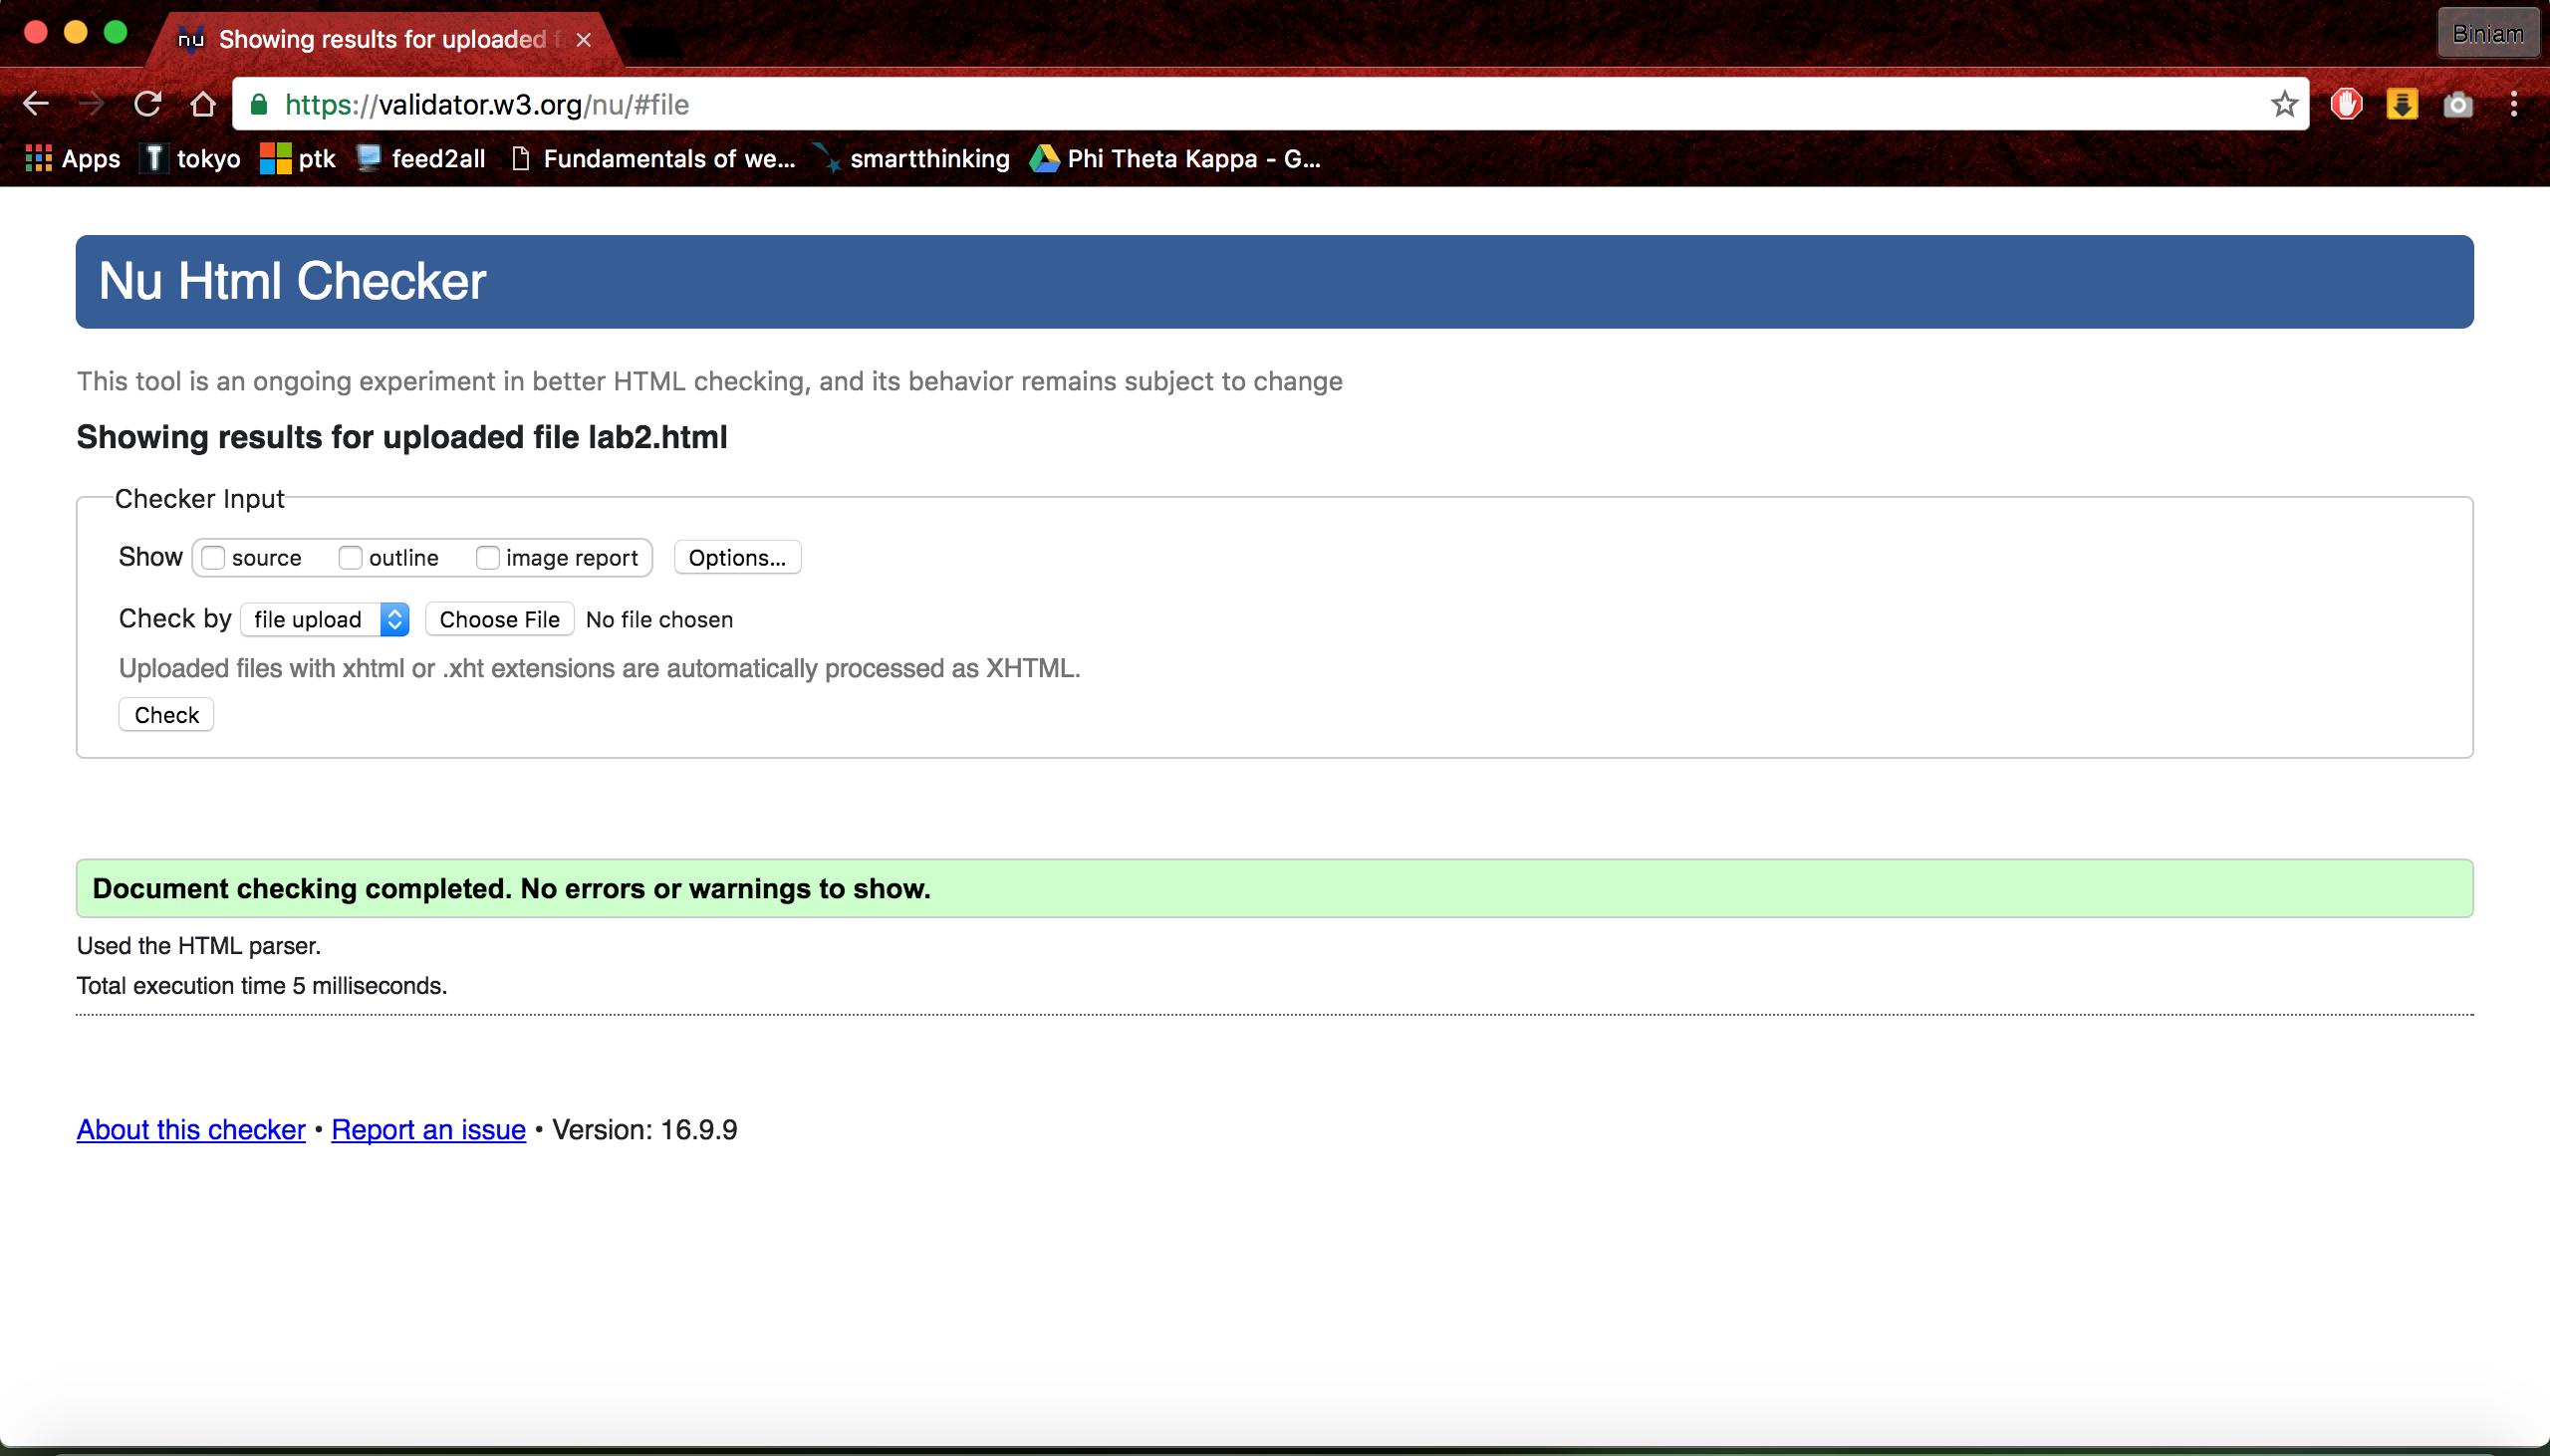 nu Showing results for uploaded f
Biniam
https://validator.w3.org/nu/#file
Apps tokyo ptk feed2all Fundamentals of we... smartthinking Phi Theta Kappa - G...
Nu Html Checker
This tool is an ongoing experiment in better HTML checking, and its behavior remains subject to change
Showing results for uploaded file lab2.html
Checker Input
Show source outline image report Options...
Check by file upload Choose File No file chosen
Uploaded files with xhtml or .xht extensions are automatically processed as XHTML.
Check
Document checking completed. No errors or warnings to show.
Used the HTML parser.
Total execution time 5 milliseconds.
About this checker • Report an issue • Version: 16.9.9